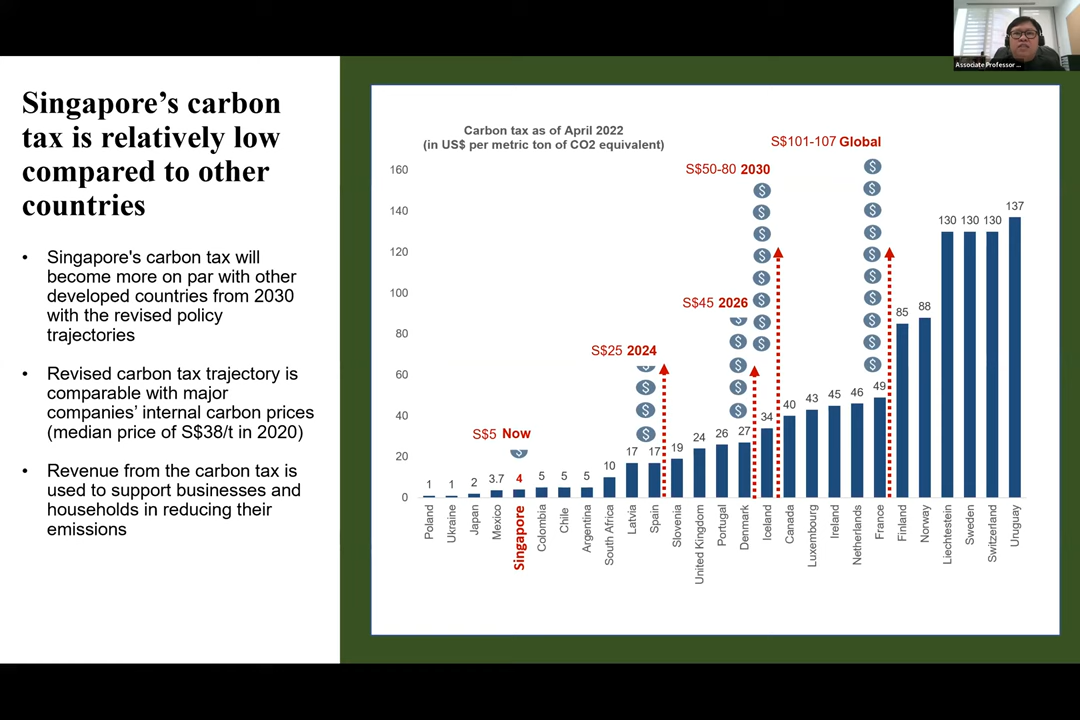 Associate Professor ...
Singapore's carbon
tax is relatively low
compared to other
countries
• Singapore's carbon tax will
become more on par with other
developed countries from 2030
with the revised policy
trajectories
• Revised carbon tax trajectory is
comparable with major
companies' internal carbon prices
(median price of S$38/t in 2020)
• Revenue from the carbon tax is
used to support businesses and
households in reducing their
emissions
Carbon tax as of April 2022
(in US$ per metric ton of CO2 equivalent)
S$101-107 Global
S$50-80 2030
S$45 2026
S$25 2024
S$5 Now
160
140
120
100
80
60
40
20
0
1
1
2
3.7
4
5
5
5
10
17
17
19
24
26
27
34
40
43
45
46
49
85
88
130
130
130
137
Poland
Ukraine
Japan
Mexico
Singapore
Colombia
Chile
Argentina
South Africa
Latvia
Spain
Slovenia
United Kingdom
Portugal
Denmark
Iceland
Canada
Luxembourg
Ireland
Netherlands
France
Finland
Norway
Liechtestein
Sweden
Switzerland
Uruguay